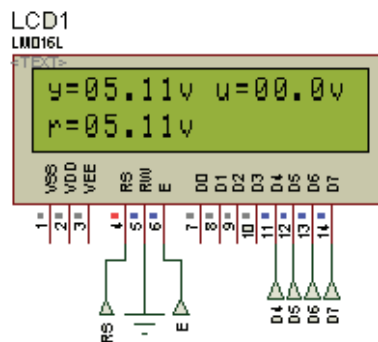 LCD1
LM016L
<TEXT>
y=05.11v u=00.0v
r=05.11v
VSS VDD VEE RS RW E D0 D1 D2 D3 D4 D5 D6 D7
1 2 3 4 5 6 7 8 9 10 11 12 13 14
RS E D4 D5 D6 D7